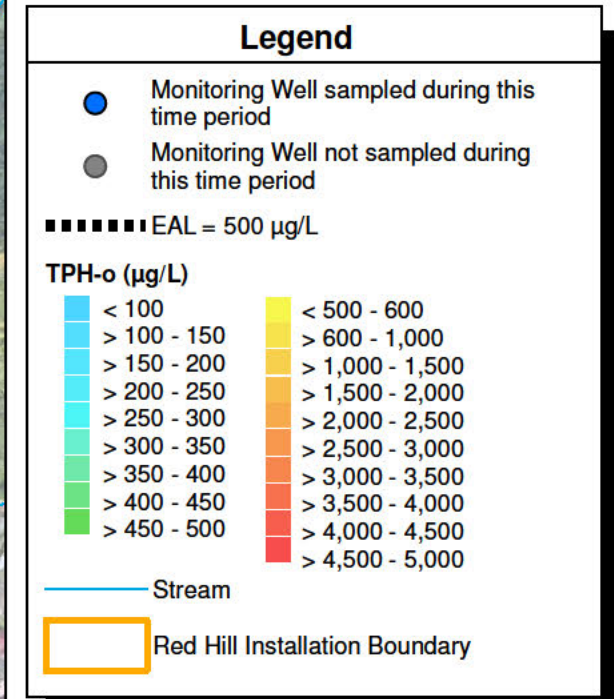 Legend
Monitoring Well sampled during this
time period
Monitoring Well not sampled during
this time period
EAL = 500 µg/L
TPH-o (µg/L)
< 100
> 100 - 150
> 150 - 200
> 200 - 250
> 250 - 300
> 300 - 350
> 350 - 400
> 400 - 450
> 450 - 500
< 500 - 600
> 600 - 1,000
> 1,000 - 1,500
> 1,500 - 2,000
> 2,000 - 2,500
> 2,500 - 3,000
> 3,000 - 3,500
> 3,500 - 4,000
> 4,000 - 4,500
> 4,500 - 5,000
Stream
Red Hill Installation Boundary